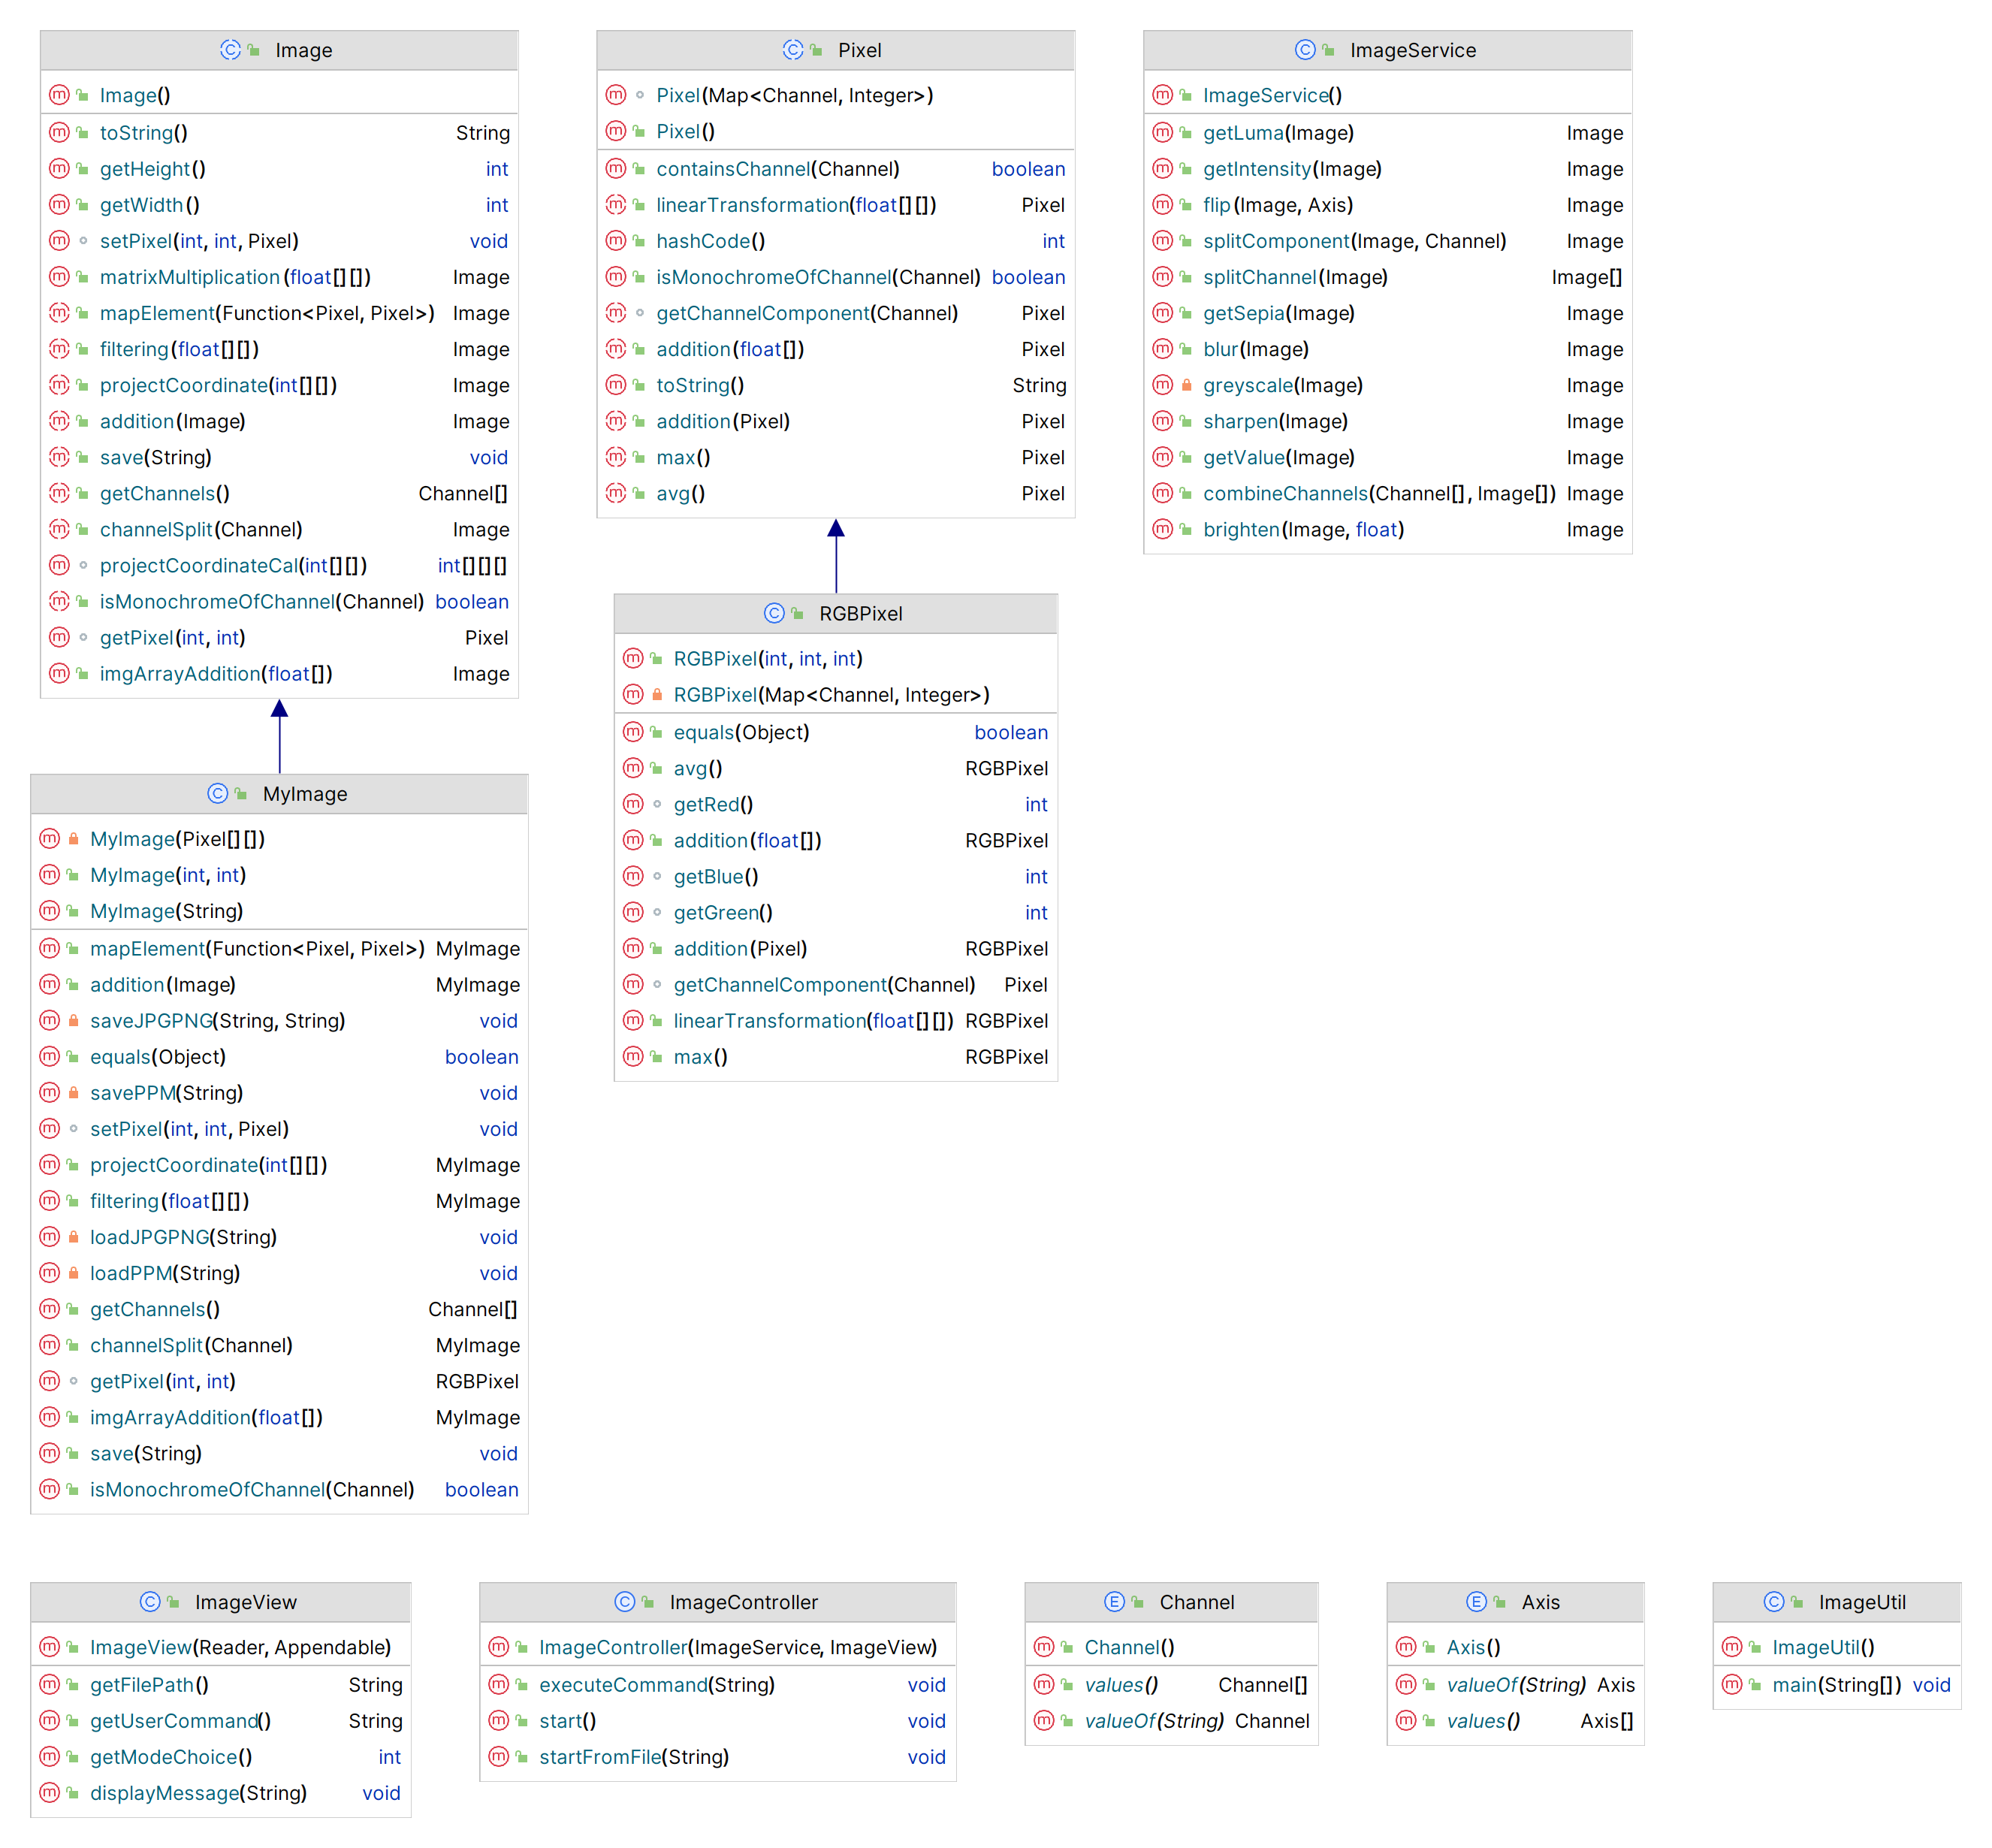 Image
Image()
toString() String
getHeight() int
getWidth() int
setPixel(int, int, Pixel) void
matrixMultiplication(float[][]) Image
mapElement(Function<Pixel, Pixel>) Image
filtering(float[][]) Image
projectCoordinate(int[][]) Image
addition(Image) Image
save(String) void
getChannels() Channel[]
channelSplit(Channel) Image
projectCoordinateCal(int[][]) int[][][]
isMonochromeOfChannel(Channel) boolean
getPixel(int, int) Pixel
imgArrayAddition(float[]) Image
Pixel
Pixel(Map<Channel, Integer>)
Pixel()
containsChannel(Channel) boolean
linearTransformation(float[][]) Pixel
hashCode() int
isMonochromeOfChannel(Channel) boolean
getChannelComponent(Channel) Pixel
addition(float[]) Pixel
toString() String
addition(Pixel) Pixel
max() Pixel
avg() Pixel
ImageService
ImageService()
getLuma(Image) Image
getIntensity(Image) Image
flip(Image, Axis) Image
splitComponent(Image, Channel) Image
splitChannel(Image) Image[]
getSepia(Image) Image
blur(Image) Image
greyscale(Image) Image
sharpen(Image) Image
getValue(Image) Image
combineChannels(Channel[], Image[]) Image
brighten(Image, float) Image
RGBPixel
RGBPixel(int, int, int)
RGBPixel(Map<Channel, Integer>)
equals(Object) boolean
avg() RGBPixel
getRed() int
addition(float[]) RGBPixel
getBlue() int
getGreen() int
addition(Pixel) RGBPixel
getChannelComponent(Channel) Pixel
linearTransformation(float[][]) RGBPixel
max() RGBPixel
MyImage
MyImage(Pixel[][])
MyImage(int, int)
MyImage(String)
mapElement(Function<Pixel, Pixel>) MyImage
addition(Image) MyImage
saveJPGPNG(String, String) void
equals(Object) boolean
savePPM(String) void
setPixel(int, int, Pixel) void
projectCoordinate(int[][]) MyImage
filtering(float[][]) MyImage
loadJPGPNG(String) void
loadPPM(String) void
getChannels() Channel[]
channelSplit(Channel) MyImage
getPixel(int, int) RGBPixel
imgArrayAddition(float[]) MyImage
save(String) void
isMonochromeOfChannel(Channel) boolean
ImageView
ImageView(Reader, Appendable)
getFilePath() String
getUserCommand() String
getModeChoice() int
displayMessage(String) void
ImageController
ImageController(ImageService, ImageView)
executeCommand(String) void
start() void
startFromFile(String) void
Channel
Channel()
values() Channel[]
valueOf(String) Channel
Axis
Axis()
valueOf(String) Axis
values() Axis[]
ImageUtil
ImageUtil()
main(String[]) void